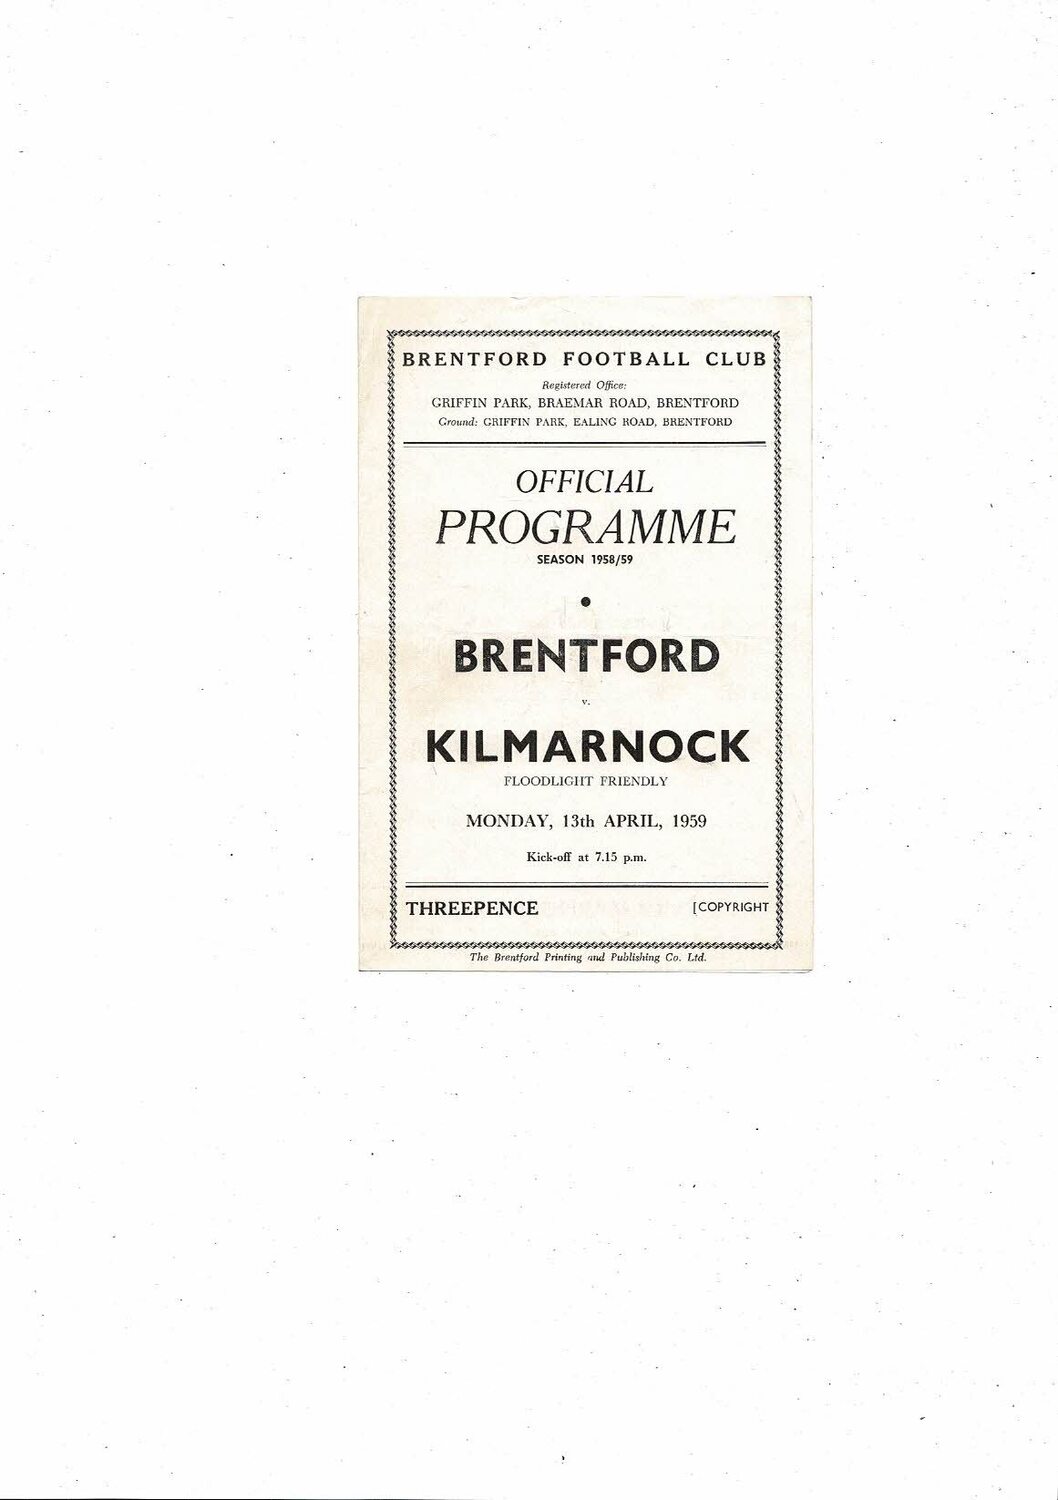 BRENTFORD FOOTBALL CLUB
Registered Office:
GRIFFIN PARK, BRAEMAR ROAD, BRENTFORD
Ground: GRIFFIN PARK, EALING ROAD, BRENTFORD
OFFICIAL
PROGRAMME
SEASON 1958/59
BRENTFORD
v.
KILMARNOCK
FLOODLIGHT FRIENDLY
MONDAY, 13th APRIL, 1959
Kick-off at 7.15 p.m.
THREEPENCE [COPYRIGHT
The Brentford Printing and Publishing Co. Ltd.